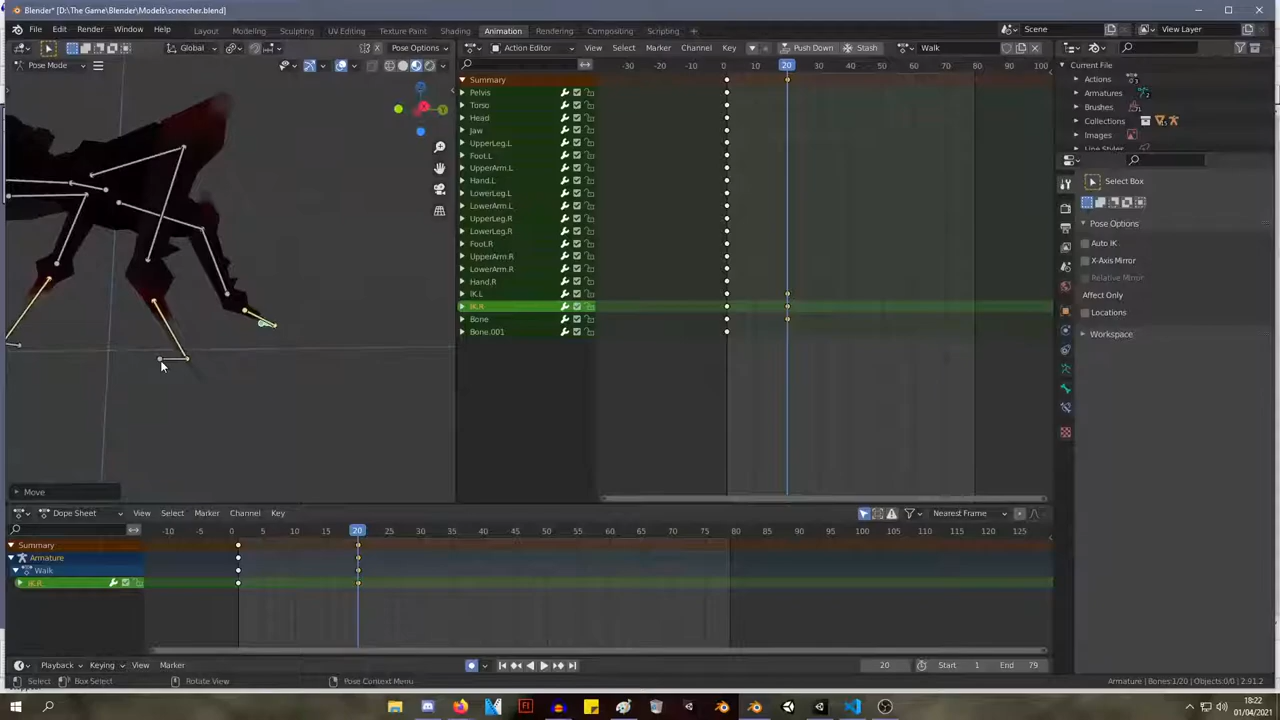 Blender* [D:\The Game\Blender\Models\screecher.blend]
File Edit Render Window Help Layout Modeling Sculpting UV Editing Texture Paint Shading Animation Rendering Compositing Scripting Scene View Layer
Global Pose Options Action Editor View Select Marker Channel Key Push Down Stash Walk
Pose Mode
-30 -20 -10 0 10 20 30 40 50 60 70 80 90 100
Summary
Pelvis
Torso
Head
Jaw
UpperLeg.L
Foot.L
UpperArm.L
Hand.L
LowerLeg.L
LowerArm.L
UpperLeg.R
LowerLeg.R
Foot.R
UpperArm.R
LowerArm.R
Hand.R
IK.L
IK.R
Bone
Bone.001
Current File
Actions
Armatures
Brushes
Collections
Images
Line Styles
Select Box
Pose Options
Auto IK
X-Axis Mirror
Relative Mirror
Affect Only
Locations
Workspace
Move
Dope Sheet View Select Marker Channel Key Nearest Frame
-10 -5 0 5 10 15 20 25 30 35 40 45 50 55 60 65 70 75 80 85 90 95 100 105 110 115 120 125
Summary
Armature
Walk
IK.R
Playback Keying View Marker 20 Start 1 End 79
Select Box Select Rotate View Pose Context Menu Armature | Bones:1/20 | Objects:0/0 | 2.91.2
18:22
01/04/2021